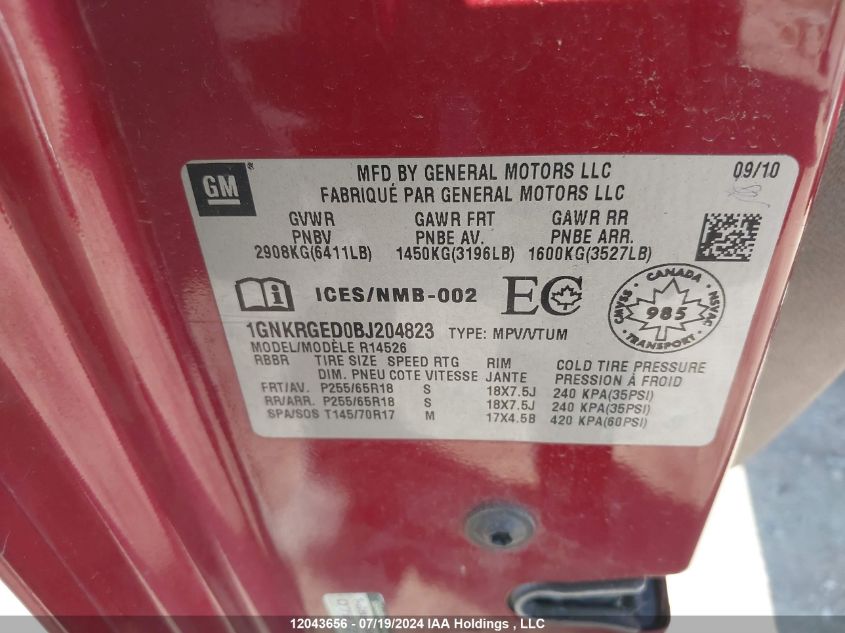 GM
MFD BY GENERAL MOTORS LLC 09/10
FABRIQUÉ PAR GENERAL MOTORS LLC
GVWR GAWR FRT GAWR RR
PNBV PNBE AV. PNBE ARR.
2908KG(6411LB) 1450KG(3196LB) 1600KG(3527LB)
ICES/NMB-002 EC
CANADA
CMVSS 985 NSVAC
TRANSPORT
1GNKRGED0BJ204823 TYPE: MPV/VTUM
MODEL/MODÈLE R14526
RBBR TIRE SIZE SPEED RTG RIM COLD TIRE PRESSURE
DIM. PNEU COTE VITESSE JANTE PRESSION À FROID
FRT/AV. P255/65R18 S 18X7.5J 240 KPA(35PSI)
RR/ARR. P255/65R18 S 18X7.5J 240 KPA(35PSI)
SPA/SOS T145/70R17 M 17X4.5B 420 KPA(60PSI)
12043656 - 07/19/2024 IAA Holdings , LLC